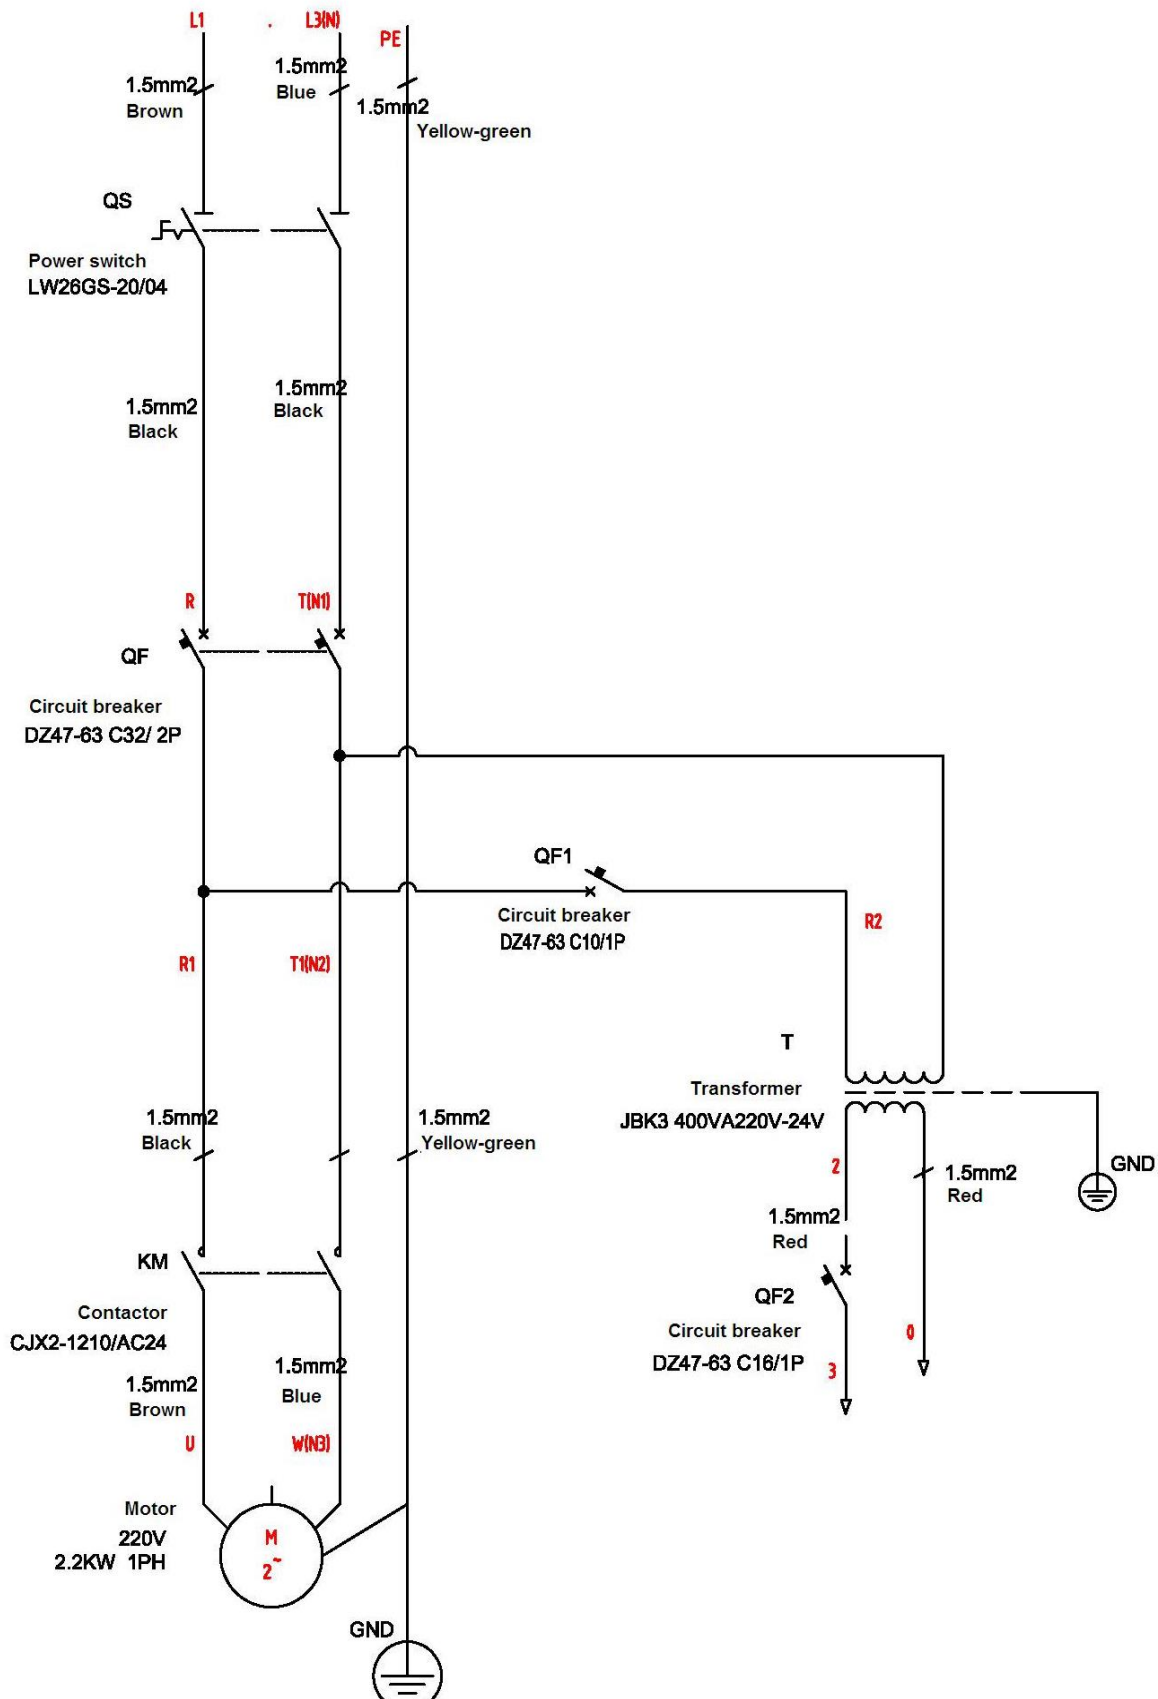 L1
L3(N)
PE
1.5mm2
Brown
1.5mm2
Blue
1.5mm2
Yellow-green
QS
Power switch
LW26GS-20/04
1.5mm2
Black
1.5mm2
Black
R
T(N1)
QF
Circuit breaker
DZ47-63 C32/ 2P
QF1
Circuit breaker
DZ47-63 C10/1P
R2
R1
T1(N2)
T
Transformer
JBK3 400VA220V-24V
1.5mm2
Black
1.5mm2
Yellow-green
2
1.5mm2
Red
GND
1.5mm2
Red
KM
Contactor
CJX2-1210/AC24
QF2
Circuit breaker
DZ47-63 C16/1P
3
0
1.5mm2
Brown
1.5mm2
Blue
U
W(N3)
Motor
220V
2.2KW 1PH
M
2~
GND